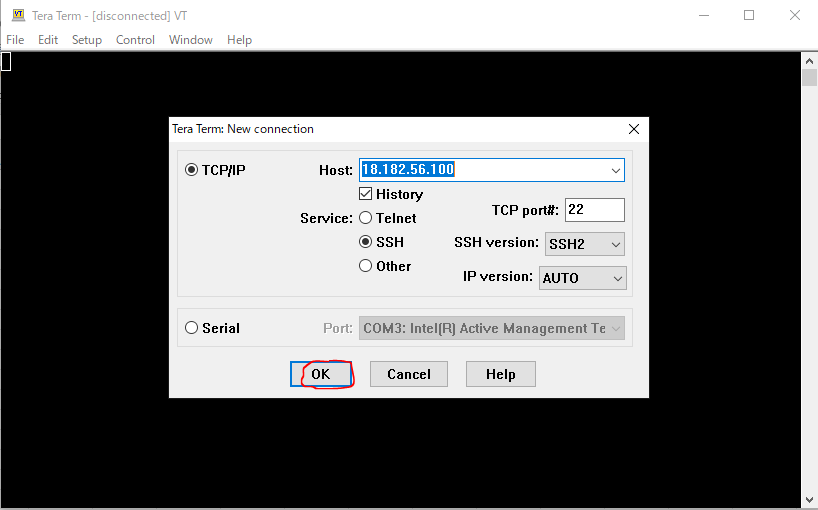 Tera Term - [disconnected] VT
File Edit Setup Control Window Help
Tera Term: New connection
TCP/IP Host: 18.182.56.100
History
Service: Telnet TCP port#: 22
SSH SSH version: SSH2
Other IP version: AUTO
Serial Port: COM3: Intel(R) Active Management Te
OK Cancel Help